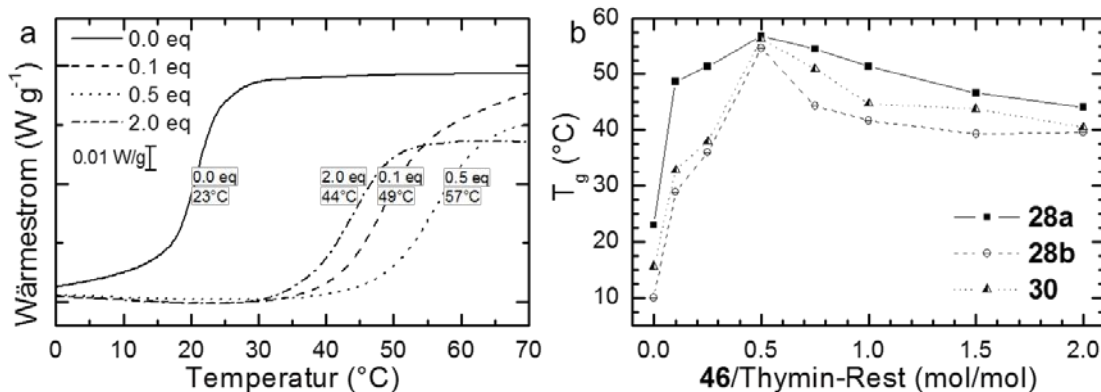 a
0.0 eq
0.1 eq
0.5 eq
2.0 eq
0.01 W/g
Wärmestrom (W g⁻¹)
0.0 eq
23°C
2.0 eq
44°C
0.1 eq
49°C
0.5 eq
57°C
0 10 20 30 40 50 60 70
Temperatur (°C)
b
60
50
40
30
20
10
T_g (°C)
28a
28b
30
0.0 0.5 1.0 1.5 2.0
46/Thymin-Rest (mol/mol)